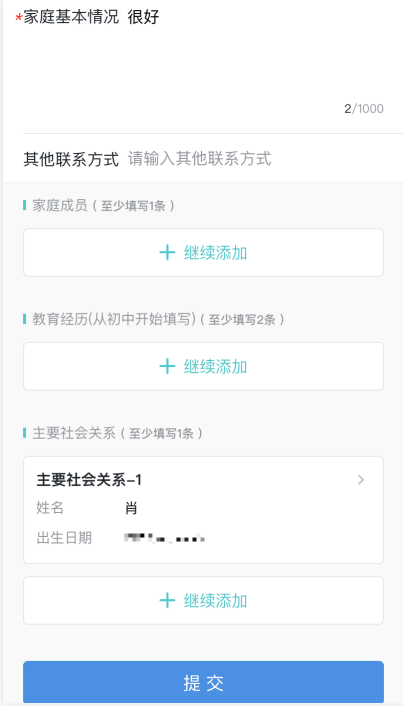 *家庭基本情况 很好
2/1000
其他联系方式 请输入其他联系方式
家庭成员（至少填写1条）
继续添加
教育经历(从初中开始填写)（至少填写2条）
继续添加
主要社会关系（至少填写1条）
主要社会关系-1
姓名 肖
出生日期
继续添加
提交